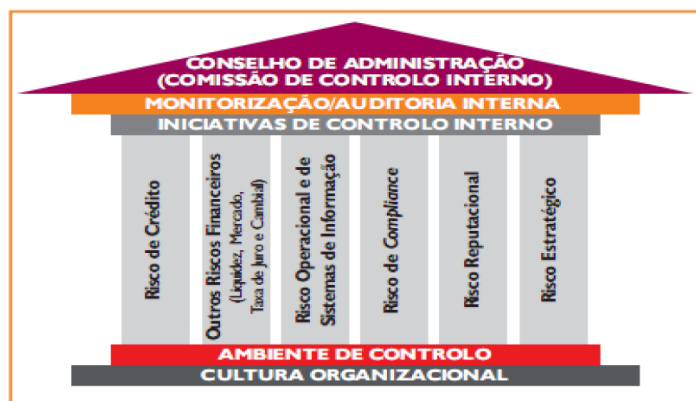 CONSELHO DE ADMINISTRAÇÃO
(COMISSÃO DE CONTROLO INTERNO)
MONITORIZAÇÃO/AUDITORIA INTERNA
INICIATIVAS DE CONTROLO INTERNO
Risco de Crédito
Outros Riscos Financeiros
(Liquidez, Mercado,
Taxa de Juro e Cambial)
Risco Operacional e de
Sistemas de Informação
Risco de Compliance
Risco Reputacional
Risco Estratégico
AMBIENTE DE CONTROLO
CULTURA ORGANIZACIONAL